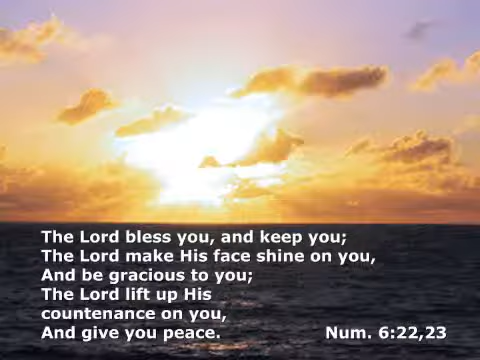 The Lord bless you, and keep you;
The Lord make His face shine on you,
And be gracious to you;
The Lord lift up His
countenance on you,
And give you peace.
Num. 6:22,23